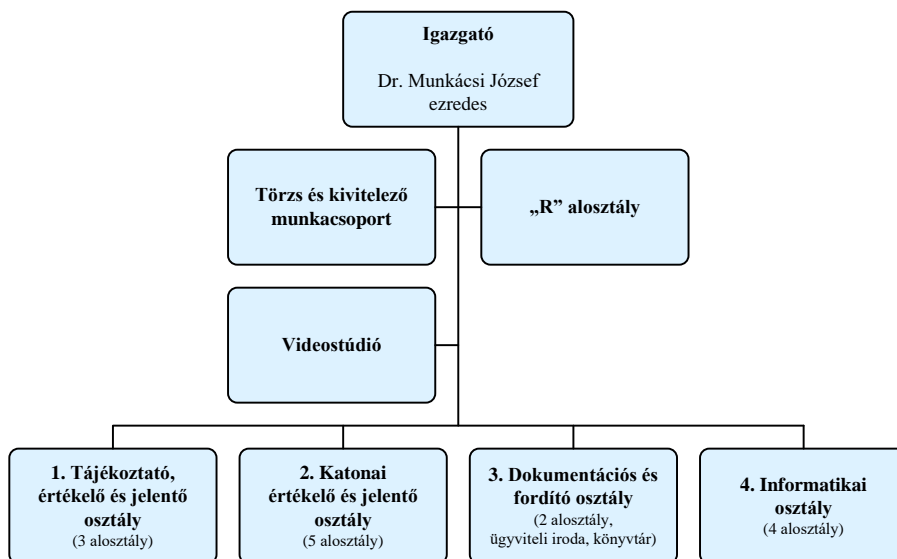 Igazgató
Dr. Munkácsi József
ezredes
Törzs és kivitelező
munkacsoport
„R” alosztály
Videostúdió
1. Tájékoztató,
értékelő és jelentő
osztály
(3 alosztály)
2. Katonai
értékelő és jelentő
osztály
(5 alosztály)
3. Dokumentációs és
fordító osztály
(2 alosztály,
ügyviteli iroda, könyvtár)
4. Informatikai
osztály
(4 alosztály)